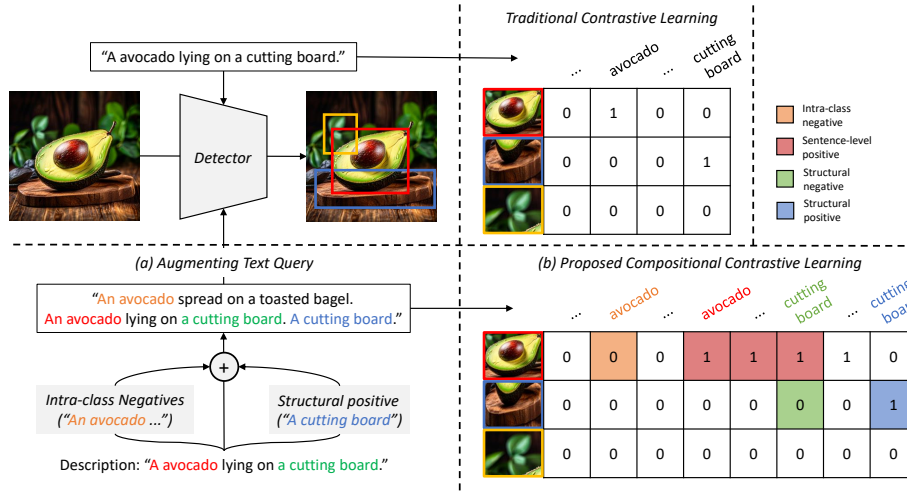 Traditional Contrastive Learning
“A avocado lying on a cutting board.”
... avocado ... cutting board
Detector
0 1 0 0
0 0 0 1
0 0 0 0
Intra-class
negative
Sentence-level
positive
Structural
negative
Structural
positive
(a) Augmenting Text Query
“An avocado spread on a toasted bagel.
An avocado lying on a cutting board. A cutting board.”
+
Intra-class Negatives
(“An avocado ...”)
Structural positive
(“A cutting board”)
Description: “A avocado lying on a cutting board.”
(b) Proposed Compositional Contrastive Learning
... avocado ... avocado ... cutting board ... cutting
0 0 0 1 1 1 1 0
0 0 0 0 0 0 0 1
0 0 0 0 0 0 0 0